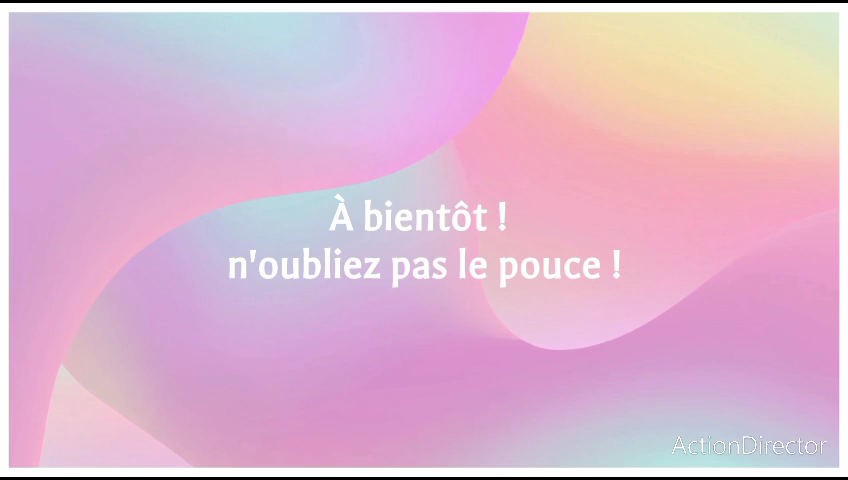 À bientôt !
n'oubliez pas le pouce !
ActionDirector